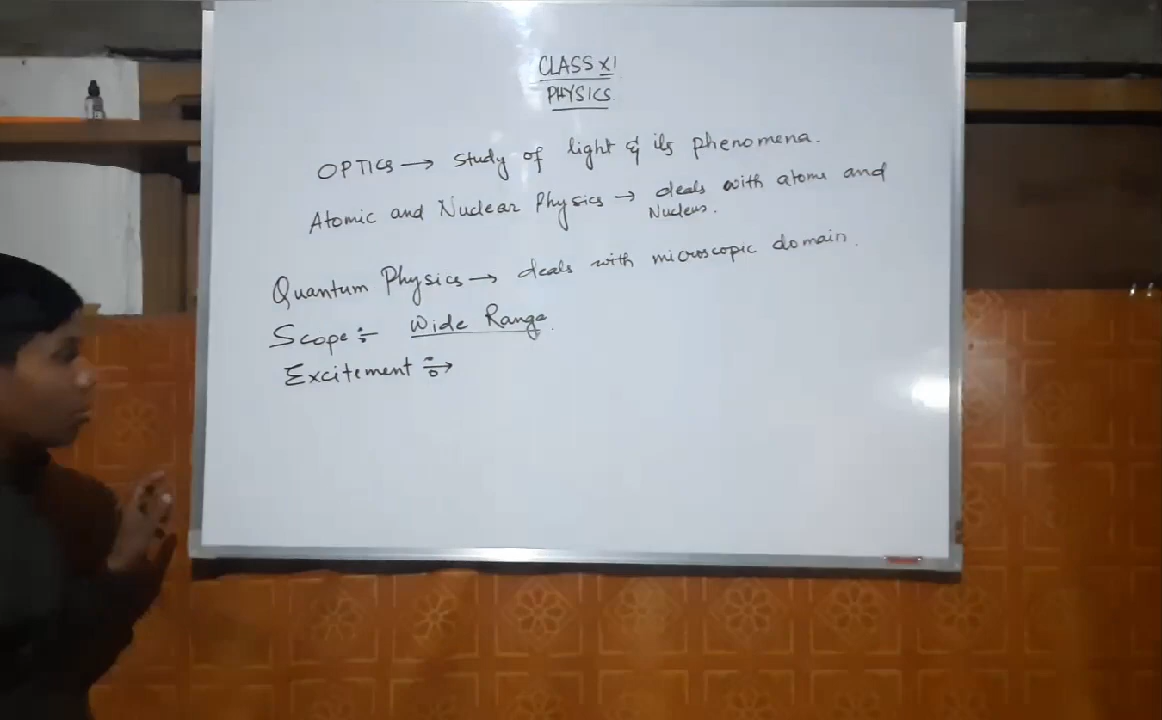 CLASS XI
PHYSICS
OPTICS → Study of light & its phenomena.
Atomic and Nuclear Physics → deals with atoms and
Nucleus.
Quantum Physics → deals with microscopic domain.
Scope :- Wide Range.
Excitement :→